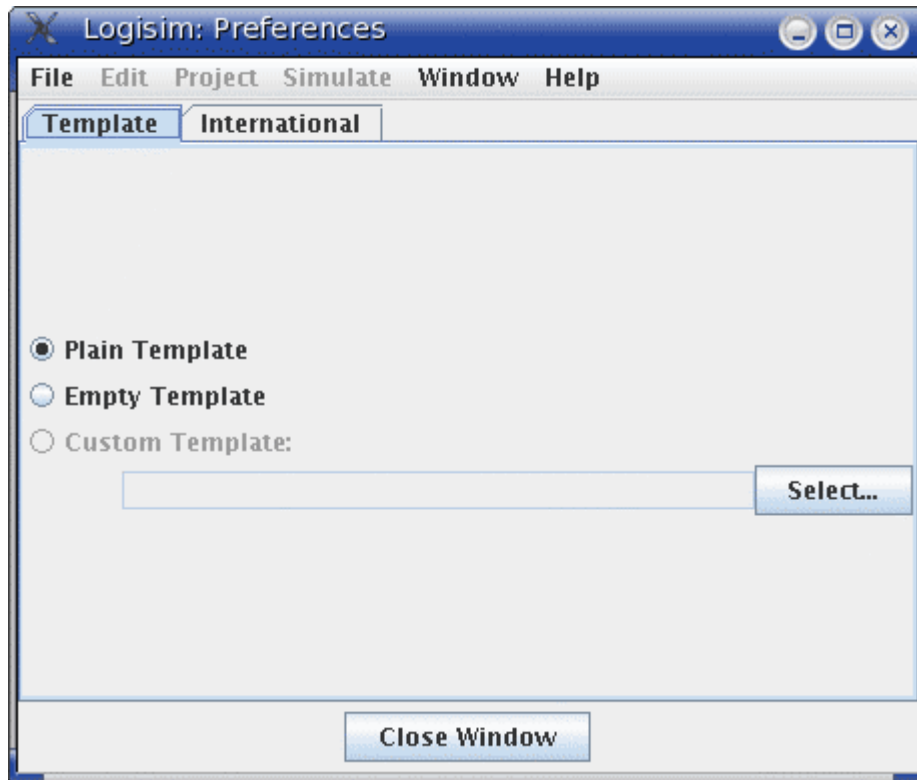 Logisim: Preferences
File Edit Project Simulate Window Help
Template International
Plain Template
Empty Template
Custom Template:
Select...
Close Window